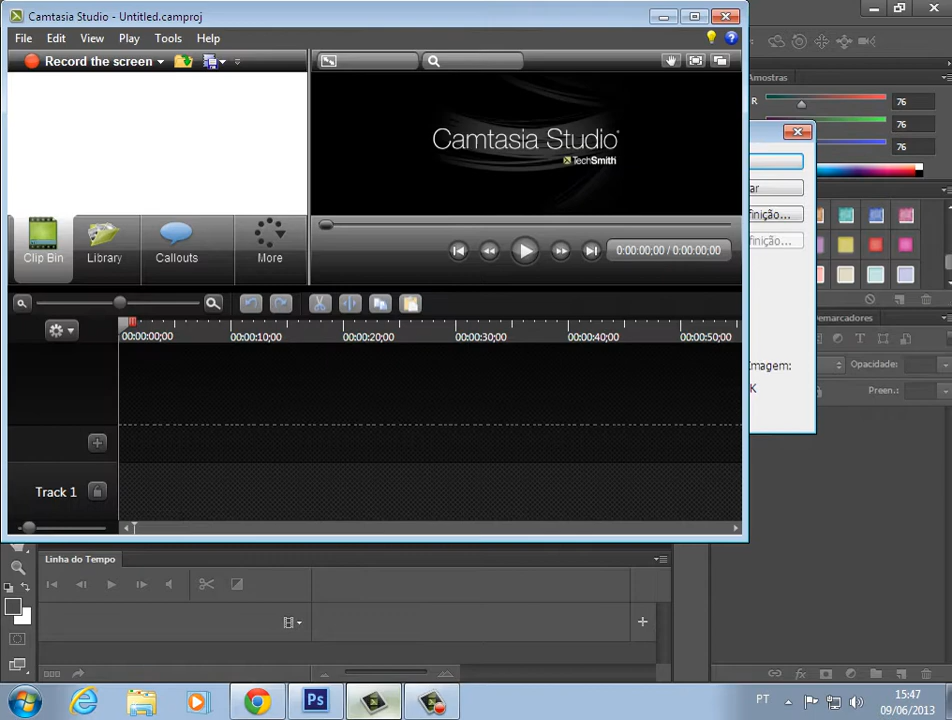 Camtasia Studio - Untitled.camproj
File Edit View Play Tools Help
Record the screen
Camtasia Studio
TechSmith
Clip Bin
Library
Callouts
More
0:00:00;00 / 0:00:00;00
00:00:00;00 00:00:10;00 00:00:20;00 00:00:30;00 00:00:40;00 00:00:50;00
Track 1
Amostras
R 76
76
76
ar
finição...
finição...
magem:
K
emarcadores
Opacidade:
Preen.:
fx
Linha do Tempo
Ps
PT
15:47
09/06/2013